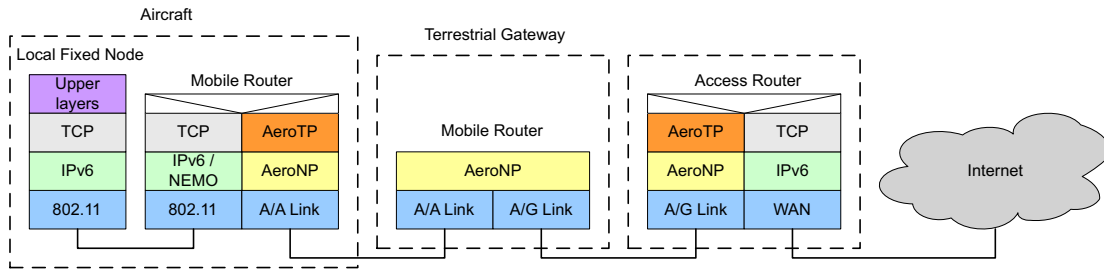 Aircraft
Terrestrial Gateway
Local Fixed Node
Mobile Router
Access Router
Upper
layers
TCP
IPv6
802.11
TCP
AeroTP
IPv6 /
NEMO
AeroNP
802.11
A/A Link
Mobile Router
AeroNP
A/A Link
A/G Link
AeroTP
TCP
AeroNP
IPv6
A/G Link
WAN
Internet